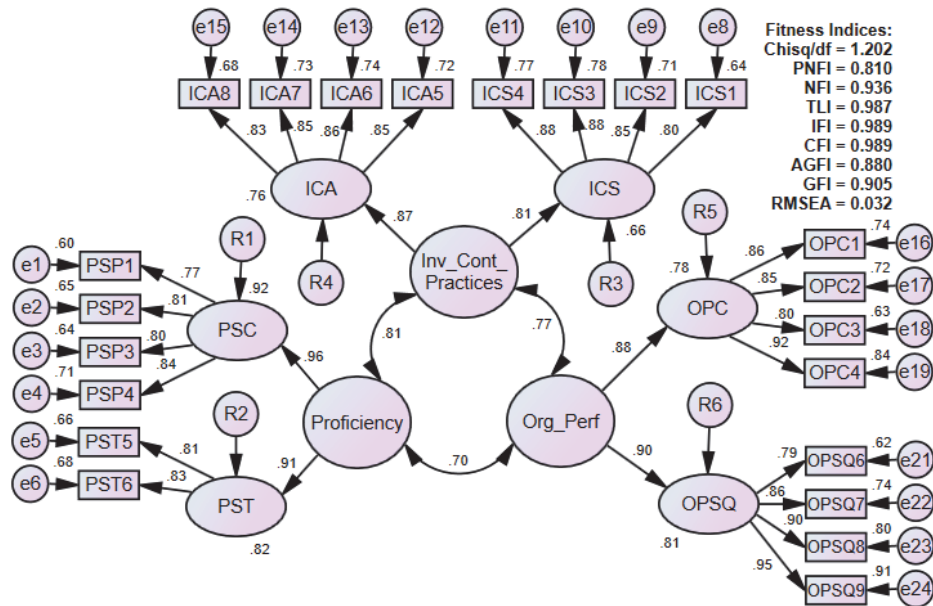 e15 e14 e13 e12 e11 e10 e9 e8
.68 .73 .74 .72 .77 .78 .71 .64
ICA8 ICA7 ICA6 ICA5 ICS4 ICS3 ICS2 ICS1
.83 .85 .86 .85 .88 .88 .85 .80
Fitness Indices:
Chisq/df = 1.202
PNFI = 0.810
NFI = 0.936
TLI = 0.987
IFI = 0.989
CFI = 0.989
AGFI = 0.880
GFI = 0.905
RMSEA = 0.032
.76 ICA ICS
.87 .81 .66
R4 R3
Inv_Cont_
Practices
.81 .77
R1
.92
e1 .60 PSP1 .77
e2 .65 PSP2 .81
e3 .64 PSP3 .80
e4 .71 PSP4 .84
PSC
.96
R2
e5 .66 PST5 .81
e6 .68 PST6 .83
PST
.91
.82
Proficiency .70 Org_Perf
R5
.78
OPC
.88
.86 OPC1 .74 e16
.85 OPC2 .72 e17
.80 OPC3 .63 e18
.92 OPC4 .84 e19
R6
.90
OPSQ
.81
.79 OPSQ6 .62 e21
.86 OPSQ7 .74 e22
.90 OPSQ8 .80 e23
.95 OPSQ9 .91 e24